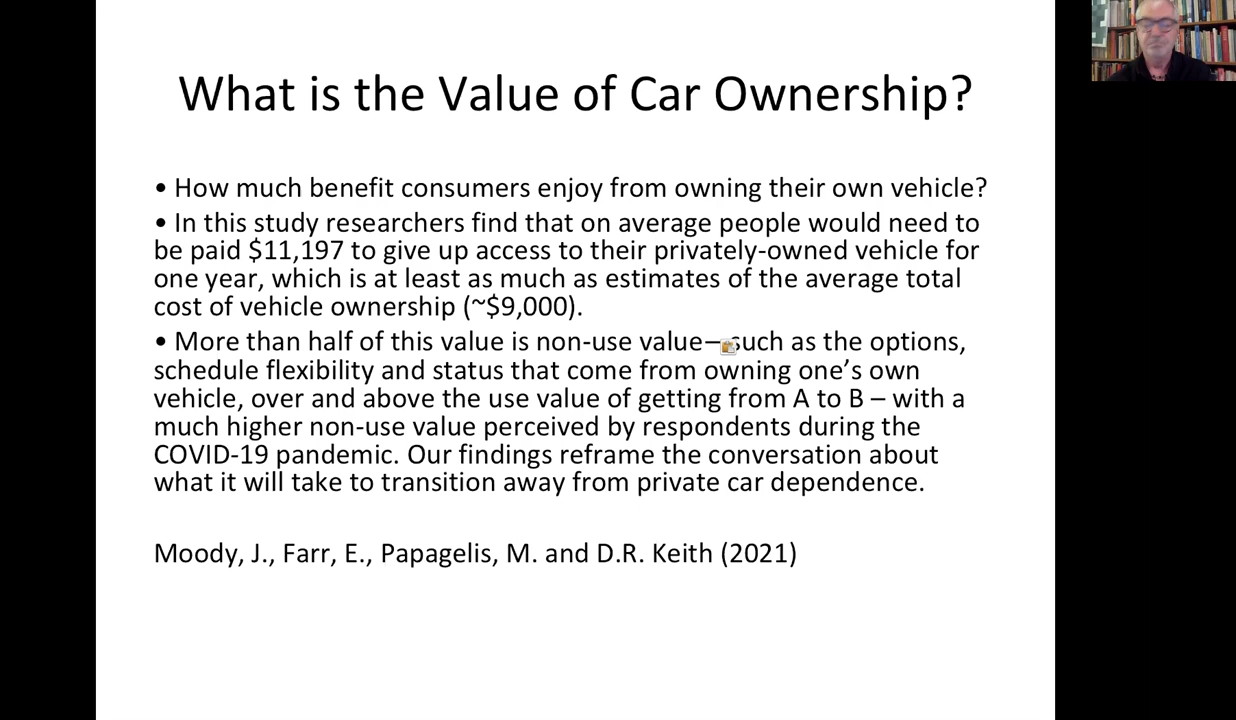 What is the Value of Car Ownership?
• How much benefit consumers enjoy from owning their own vehicle?
• In this study researchers find that on average people would need to
be paid $11,197 to give up access to their privately-owned vehicle for
one year, which is at least as much as estimates of the average total
cost of vehicle ownership (~$9,000).
• More than half of this value is non-use value—such as the options,
schedule flexibility and status that come from owning one’s own
vehicle, over and above the use value of getting from A to B – with a
much higher non-use value perceived by respondents during the
COVID-19 pandemic. Our findings reframe the conversation about
what it will take to transition away from private car dependence.
Moody, J., Farr, E., Papagelis, M. and D.R. Keith (2021)